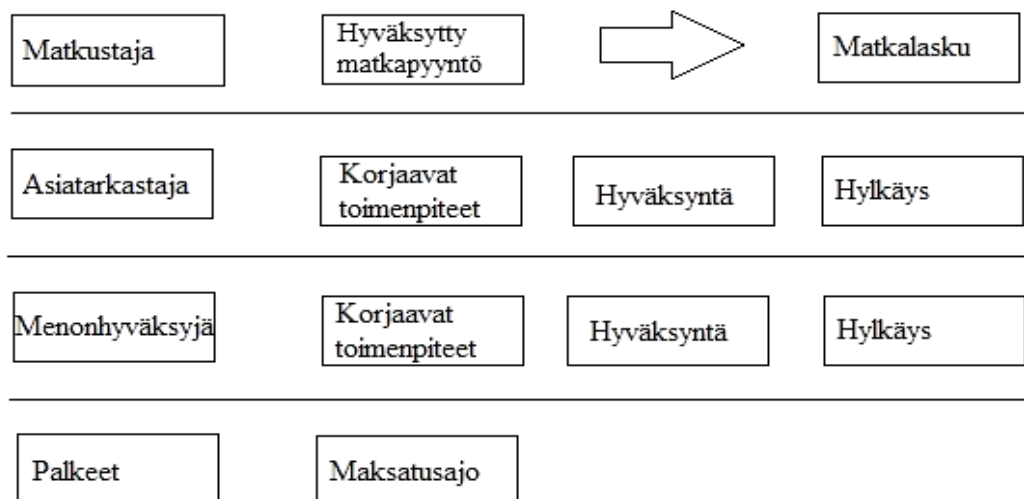 Matkustaja
Hyväksytty
matkapyyntö
Matkalasku
Asiatarkastaja
Korjaavat
toimenpiteet
Hyväksyntä
Hylkäys
Menonhyväksyjä
Korjaavat
toimenpiteet
Hyväksyntä
Hylkäys
Palkeet
Maksatusajo